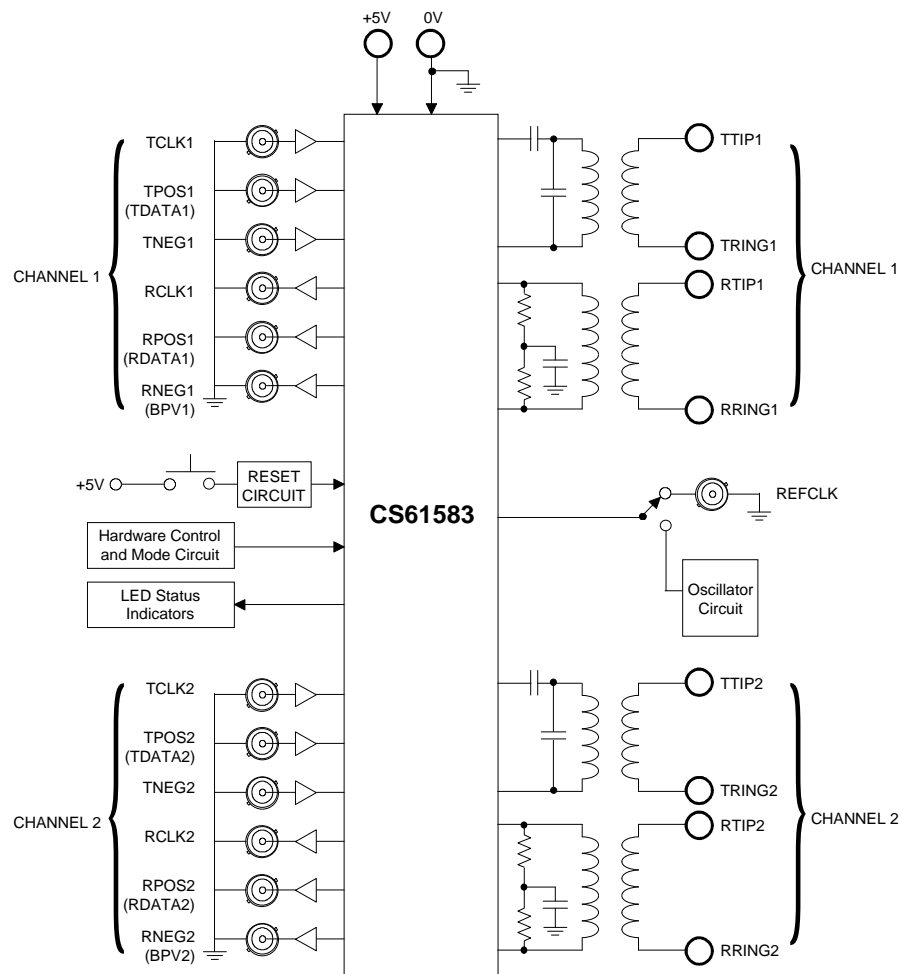 +5V
0V
CHANNEL 1
TCLK1
TPOS1
(TDATA1)
TNEG1
RCLK1
RPOS1
(RDATA1)
RNEG1
(BPV1)
TTIP1
TRING1
RTIP1
RRING1
CHANNEL 1
+5V
RESET
CIRCUIT
Hardware Control
and Mode Circuit
LED Status
Indicators
CS61583
REFCLK
Oscillator
Circuit
CHANNEL 2
TCLK2
TPOS2
(TDATA2)
TNEG2
RCLK2
RPOS2
(RDATA2)
RNEG2
(BPV2)
TTIP2
TRING2
RTIP2
RRING2
CHANNEL 2